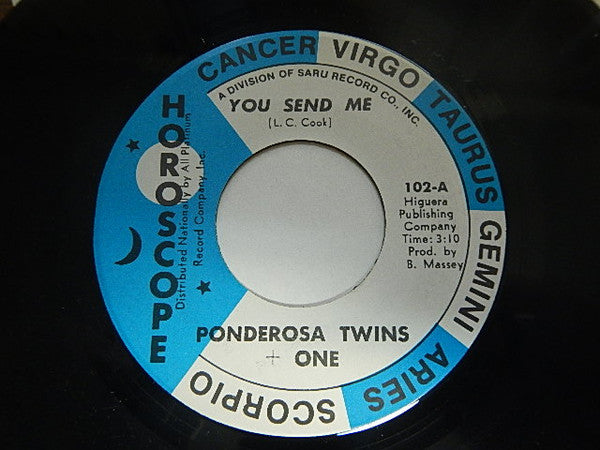 CANCER VIRGO TAURUS GEMINI ARIES SCORPIO
A DIVISION OF SARU RECORD CO., INC.
HOROSCOPE
Distributed Nationally by All Platinum
Record Company, Inc.
YOU SEND ME
(L. C. Cook)
102-A
Higuera
Publishing
Company
Time: 3:10
Prod. by
B. Massey
PONDEROSA TWINS
+ ONE